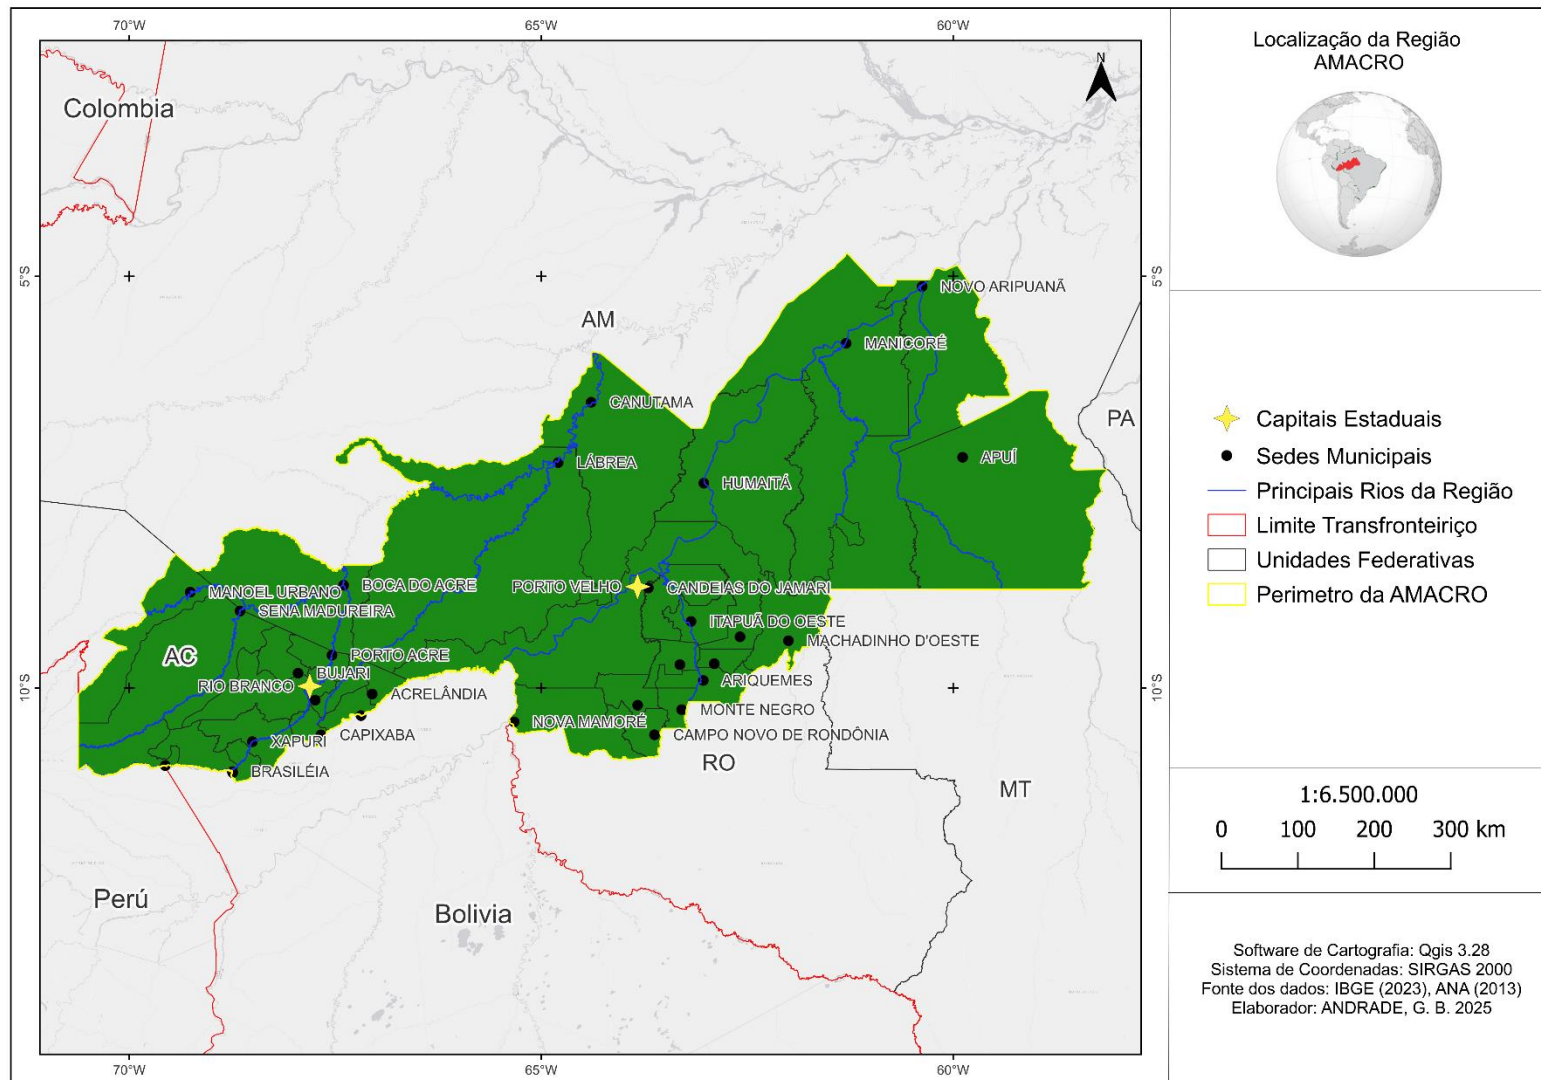 70°W
65°W
60°W
N
Colombia
5°S
5°S
NOVO ARIPUANÃ
AM
MANICORÉ
CANUTAMA
PA
LÁBREA
APUÍ
HUMAITÁ
BOCA DO ACRE
PORTO VELHO
CANDEIAS DO JAMARI
MANOEL URBANO
SENA MADUREIRA
ITAPUÃ DO OESTE
MACHADINHO D'OESTE
AC
PORTO ACRE
BUJARI
RIO BRANCO
ARIQUEMES
10°S
10°S
ACRELÂNDIA
MONTE NEGRO
NOVA MAMORÉ
CAPIXABA
CAMPO NOVO DE RONDÔNIA
XAPURI
RO
BRASILÉIA
MT
Perú
Bolivia
70°W
65°W
60°W
Localização da Região
AMACRO
Capitais Estaduais
Sedes Municipais
Principais Rios da Região
Limite Transfronteiriço
Unidades Federativas
Perimetro da AMACRO
1:6.500.000
0 100 200 300 km
Software de Cartografia: Qgis 3.28
Sistema de Coordenadas: SIRGAS 2000
Fonte dos dados: IBGE (2023), ANA (2013)
Elaborador: ANDRADE, G. B. 2025